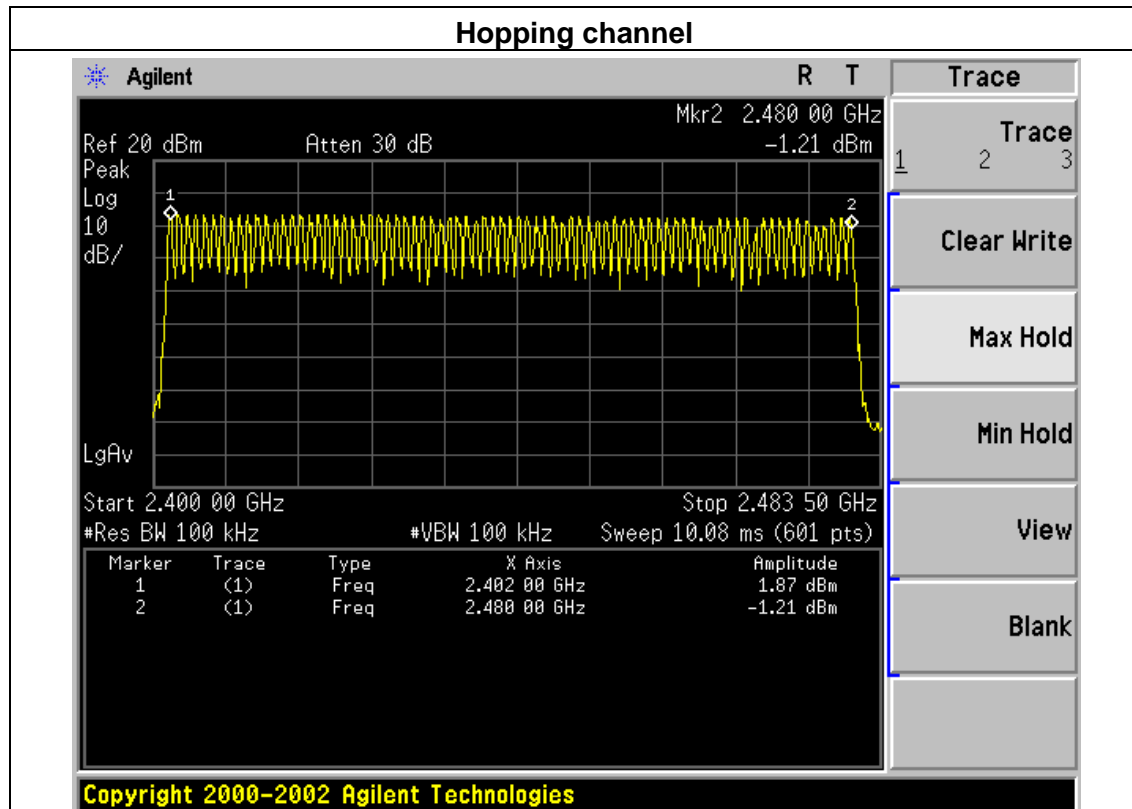 Hopping channel
Agilent R T Trace
Mkr2 2.480 00 GHz
Ref 20 dBm Atten 30 dB -1.21 dBm
Peak
Log
10
dB/
1
2
LgAv
Start 2.400 00 GHz Stop 2.483 50 GHz
#Res BW 100 kHz #VBW 100 kHz Sweep 10.08 ms (601 pts)
Marker Trace Type X Axis Amplitude
1 (1) Freq 2.402 00 GHz 1.87 dBm
2 (1) Freq 2.480 00 GHz -1.21 dBm
Trace
1 2 3
Clear Write
Max Hold
Min Hold
View
Blank
Copyright 2000-2002 Agilent Technologies